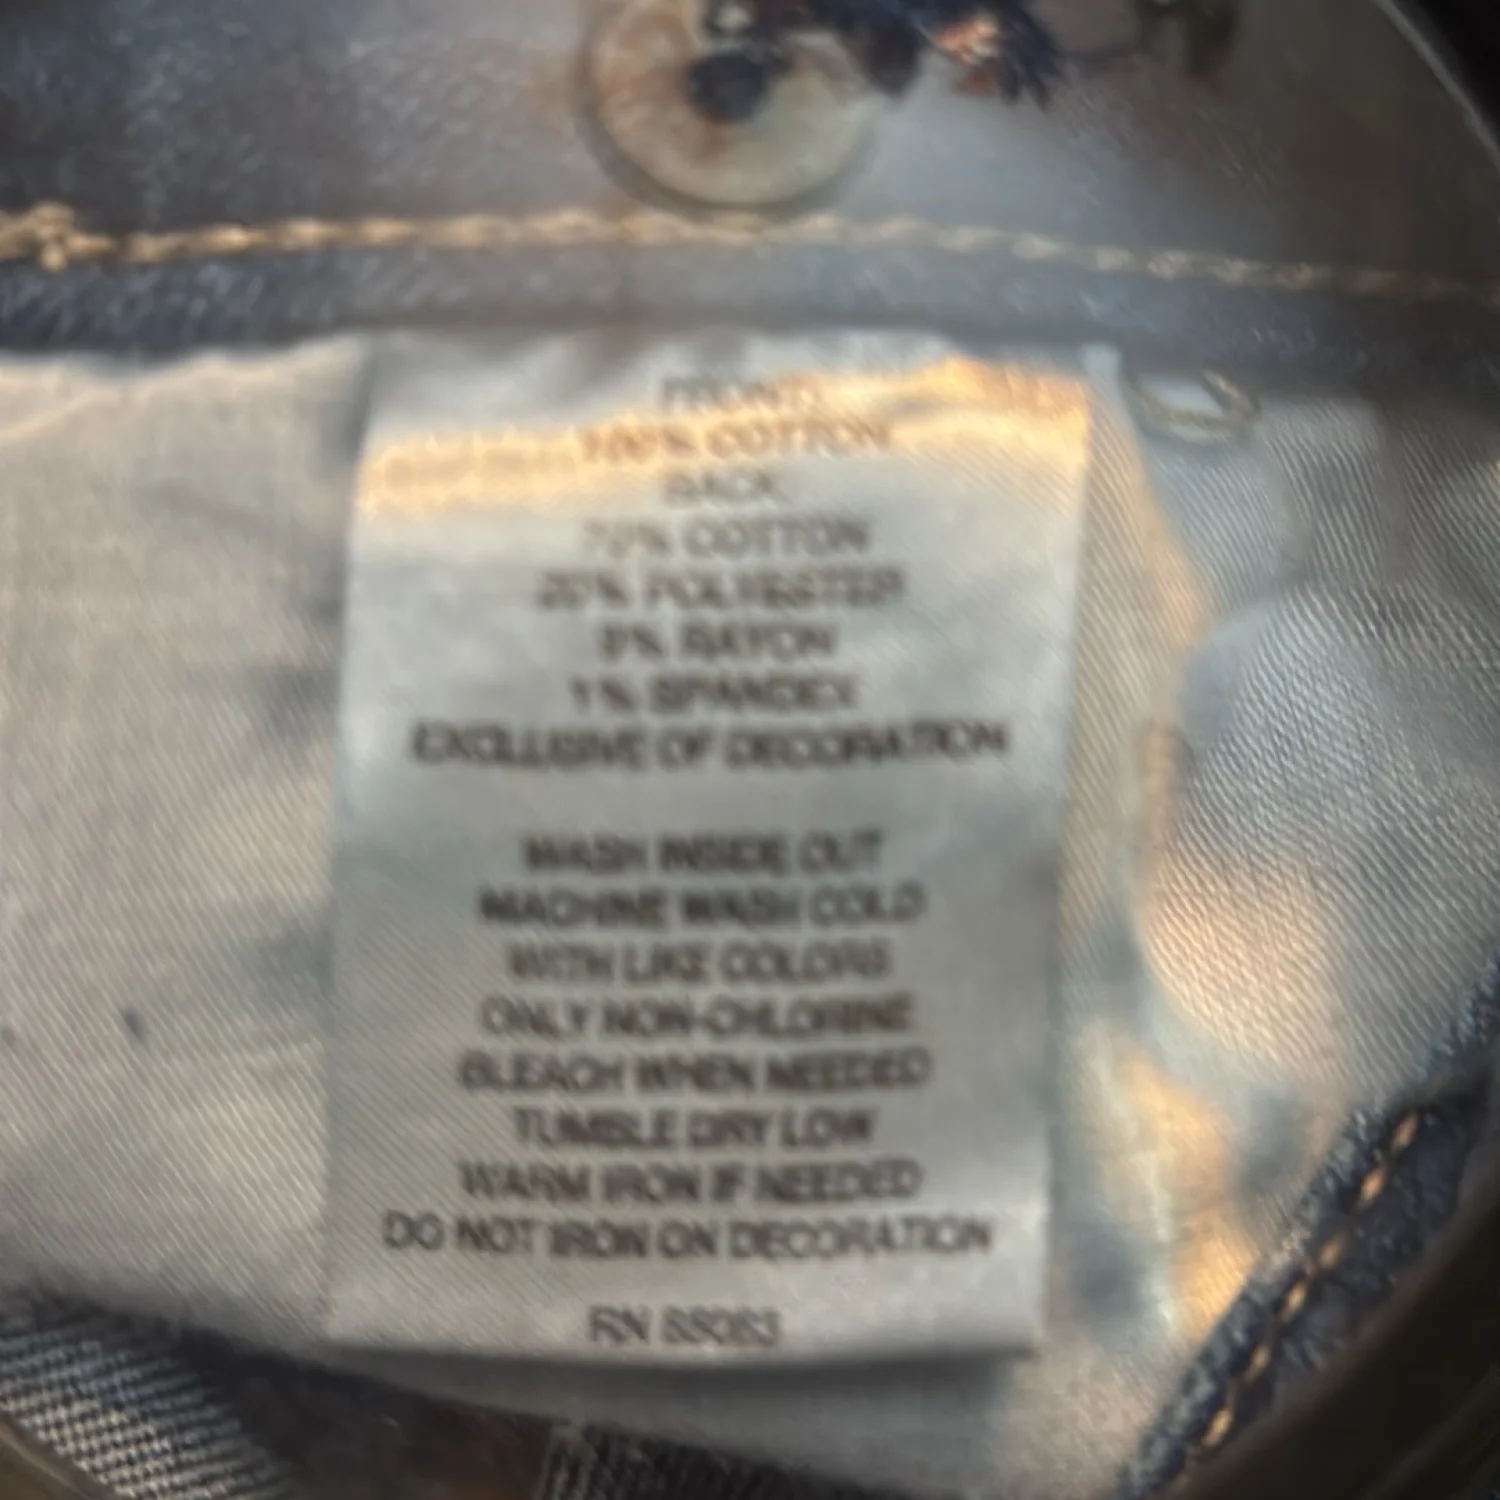 FRONT
100% COTTON
BACK
COTTON
20% POLYESTER
RAYON
1% SPANDEX
EXCLUSIVE OF DECORATION
WASH INSIDE OUT
MACHINE WASH COLD
WITH LIKE COLORS
ONLY NON-CHLORINE
BLEACH WHEN NEEDED
TUMBLE DRY LOW
WARM IRON IF NEEDED
DO NOT IRON ON DECORATION
RN